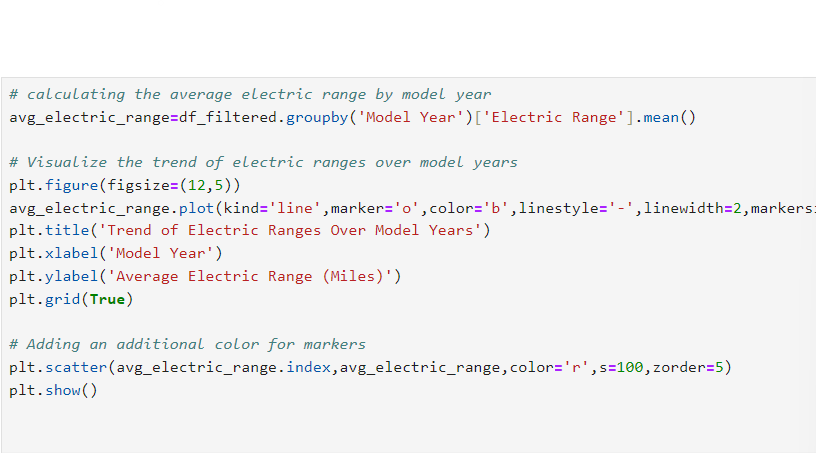 # calculating the average electric range by model year
avg_electric_range=df_filtered.groupby('Model Year')['Electric Range'].mean()
# Visualize the trend of electric ranges over model years
plt.figure(figsize=(12,5))
avg_electric_range.plot(kind='line',marker='o',color='b',linestyle='-',linewidth=2,markers
plt.title('Trend of Electric Ranges Over Model Years')
plt.xlabel('Model Year')
plt.ylabel('Average Electric Range (Miles)')
plt.grid(True)
# Adding an additional color for markers
plt.scatter(avg_electric_range.index,avg_electric_range,color='r',s=100,zorder=5)
plt.show()